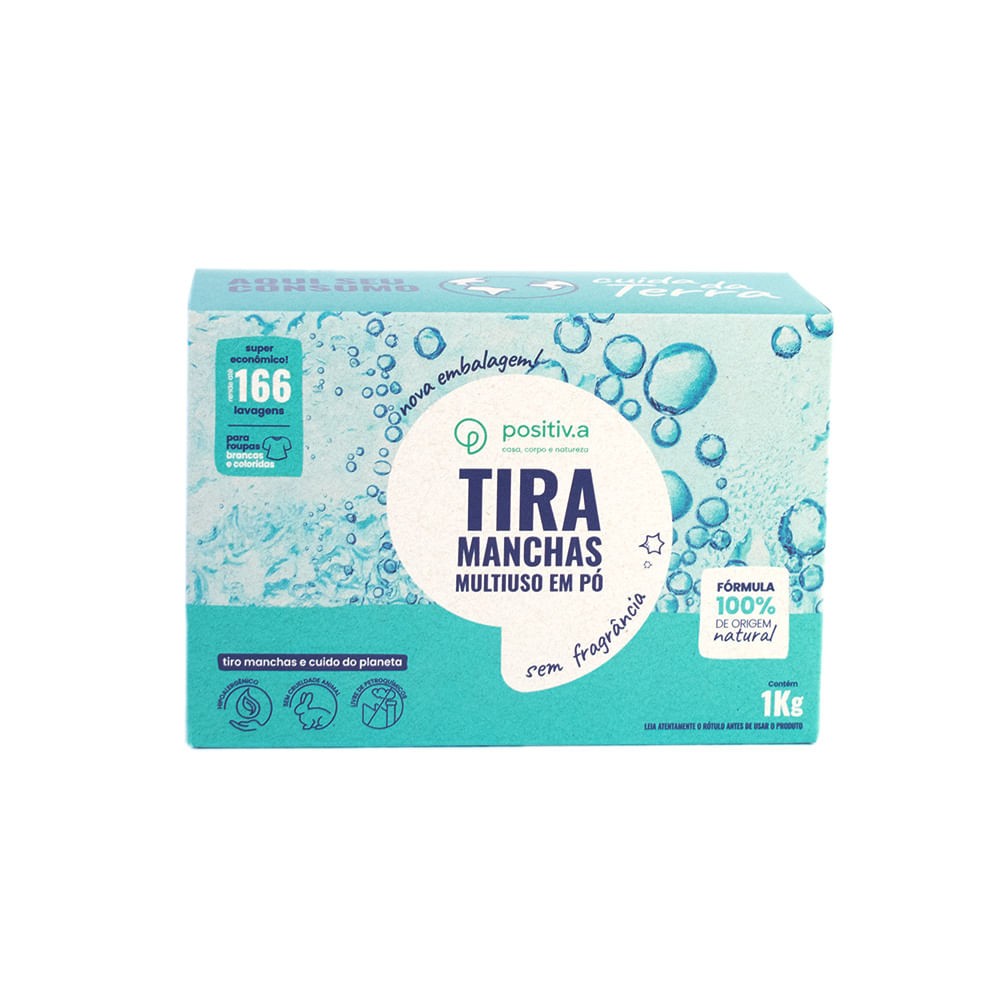 AQUI SEU
CONSUMO
cuida da
Terra
super
econômico!
rende até
166
lavagens
para
roupas
brancas
e coloridas
nova embalagem!
positiv.a
casa, corpo e natureza
TIRA
MANCHAS
MULTIUSO EM PÓ
sem fragrância
FÓRMULA
100%
DE ORIGEM
natural
tiro manchas e cuido do planeta
HIPOALERGÊNICO
SEM CRUELDADE ANIMAL
LIVRE DE PETROQUÍMICOS
Contém
1Kg
LEIA ATENTAMENTE O RÓTULO ANTES DE USAR O PRODUTO